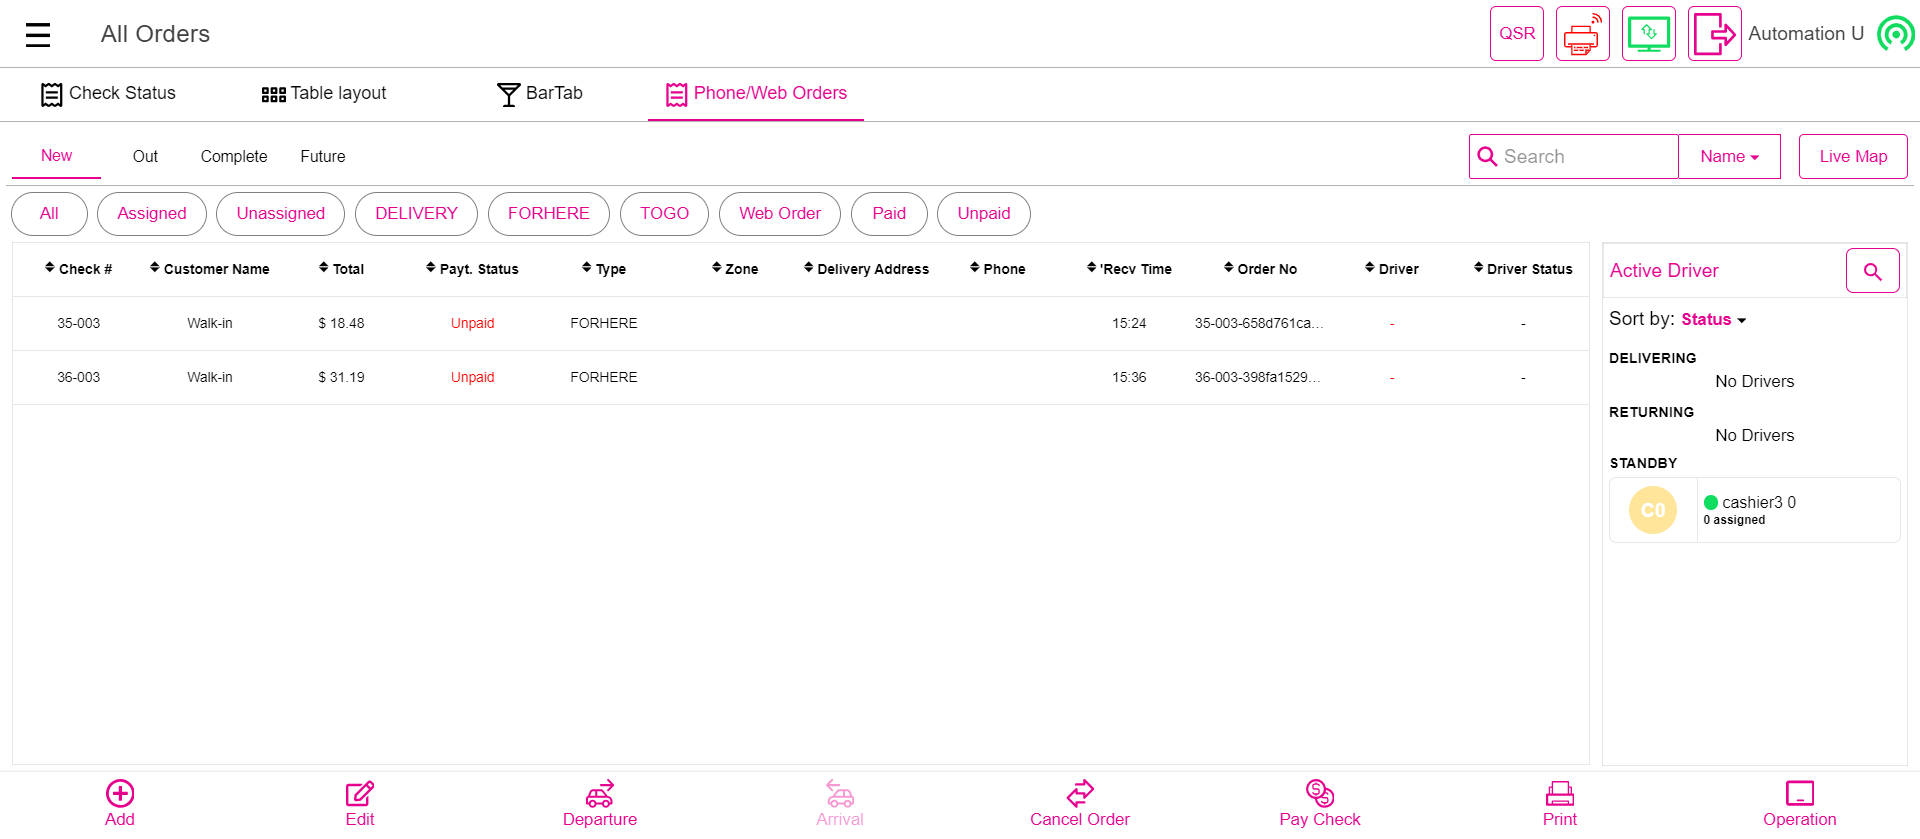 All Orders
QSR
Automation U
Check Status
Table layout
BarTab
Phone/Web Orders
New
Out
Complete
Future
Search
Name
Live Map
All
Assigned
Unassigned
DELIVERY
FORHERE
TOGO
Web Order
Paid
Unpaid
Check # Customer Name Total Payt. Status Type Zone Delivery Address Phone 'Recv Time Order No Driver Driver Status
35-003 Walk-in $ 18.48 Unpaid FORHERE 15:24 35-003-658d761ca... - -
36-003 Walk-in $ 31.19 Unpaid FORHERE 15:36 36-003-398fa1529... - -
Active Driver
Sort by: Status
DELIVERING
No Drivers
RETURNING
No Drivers
STANDBY
C0
cashier3 0
0 assigned
Add
Edit
Departure
Arrival
Cancel Order
Pay Check
Print
Operation